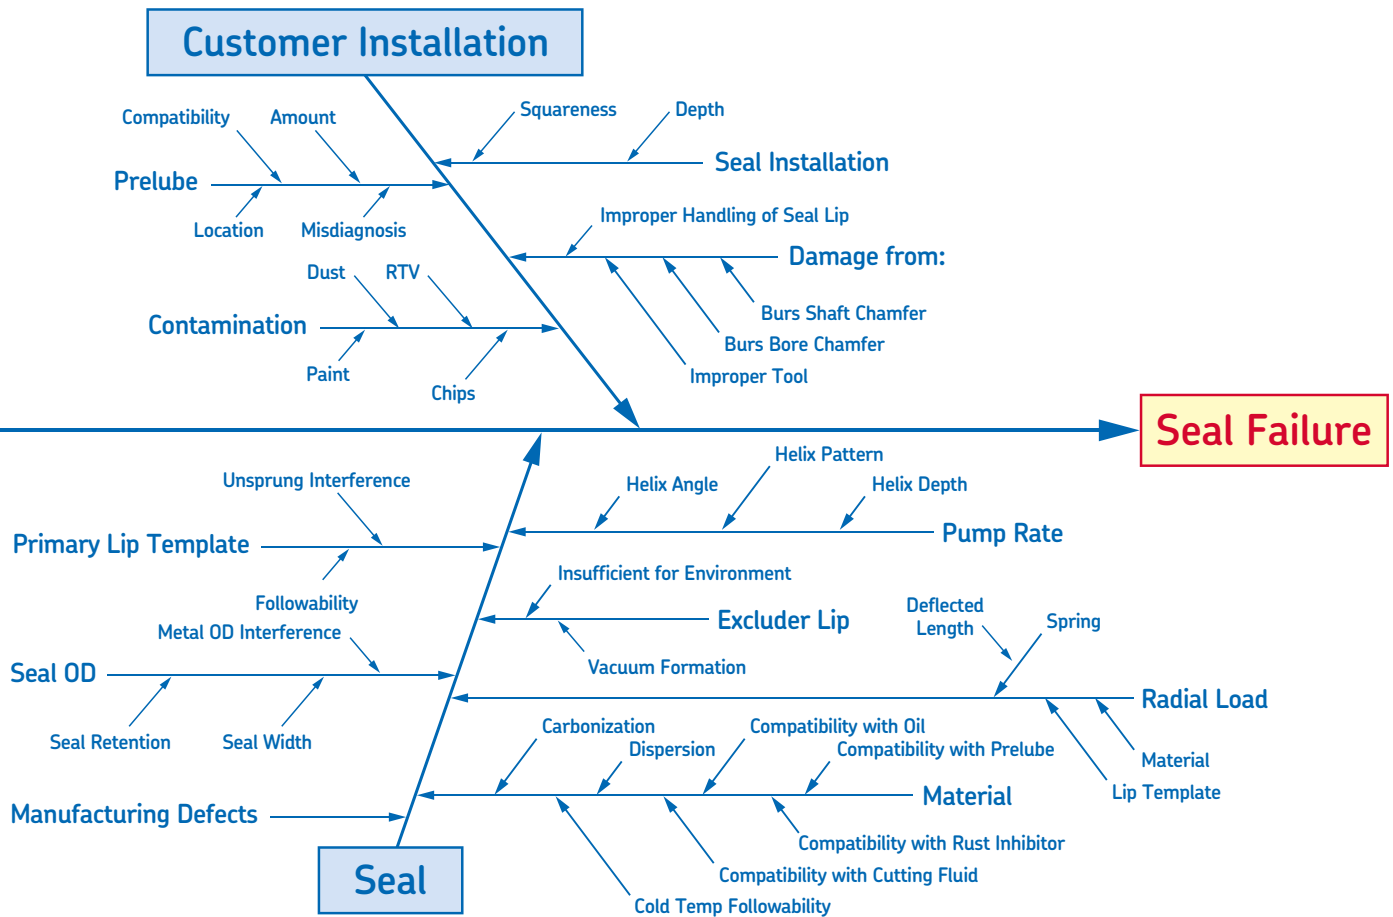 Customer Installation
Compatibility
Amount
Squareness
Depth
Prelube
Seal Installation
Location
Misdiagnosis
Improper Handling of Seal Lip
Damage from:
Dust
RTV
Burs Shaft Chamfer
Contamination
Burs Bore Chamfer
Paint
Chips
Improper Tool
Seal Failure
Unsprung Interference
Helix Angle
Helix Pattern
Helix Depth
Primary Lip Template
Pump Rate
Followability
Insufficient for Environment
Excluder Lip
Deflected
Length
Spring
Metal OD Interference
Vacuum Formation
Seal OD
Radial Load
Seal Retention
Seal Width
Carbonization
Dispersion
Compatibility with Oil
Compatibility with Prelube
Material
Lip Template
Manufacturing Defects
Material
Compatibility with Rust Inhibitor
Compatibility with Cutting Fluid
Cold Temp Followability
Seal